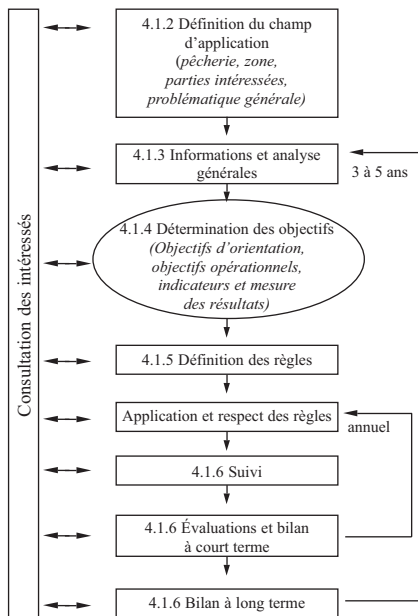 Consultation des intéressés
4.1.2 Définition du champ
d’application
(pêcherie, zone,
parties intéressées,
problématique générale)
4.1.3 Informations et analyse
générales
3 à 5 ans
4.1.4 Détermination des objectifs
(Objectifs d’orientation,
objectifs opérationnels,
indicateurs et mesure
des résultats)
4.1.5 Définition des règles
Application et respect des règles
annuel
4.1.6 Suivi
4.1.6 Évaluations et bilan
à court terme
4.1.6 Bilan à long terme